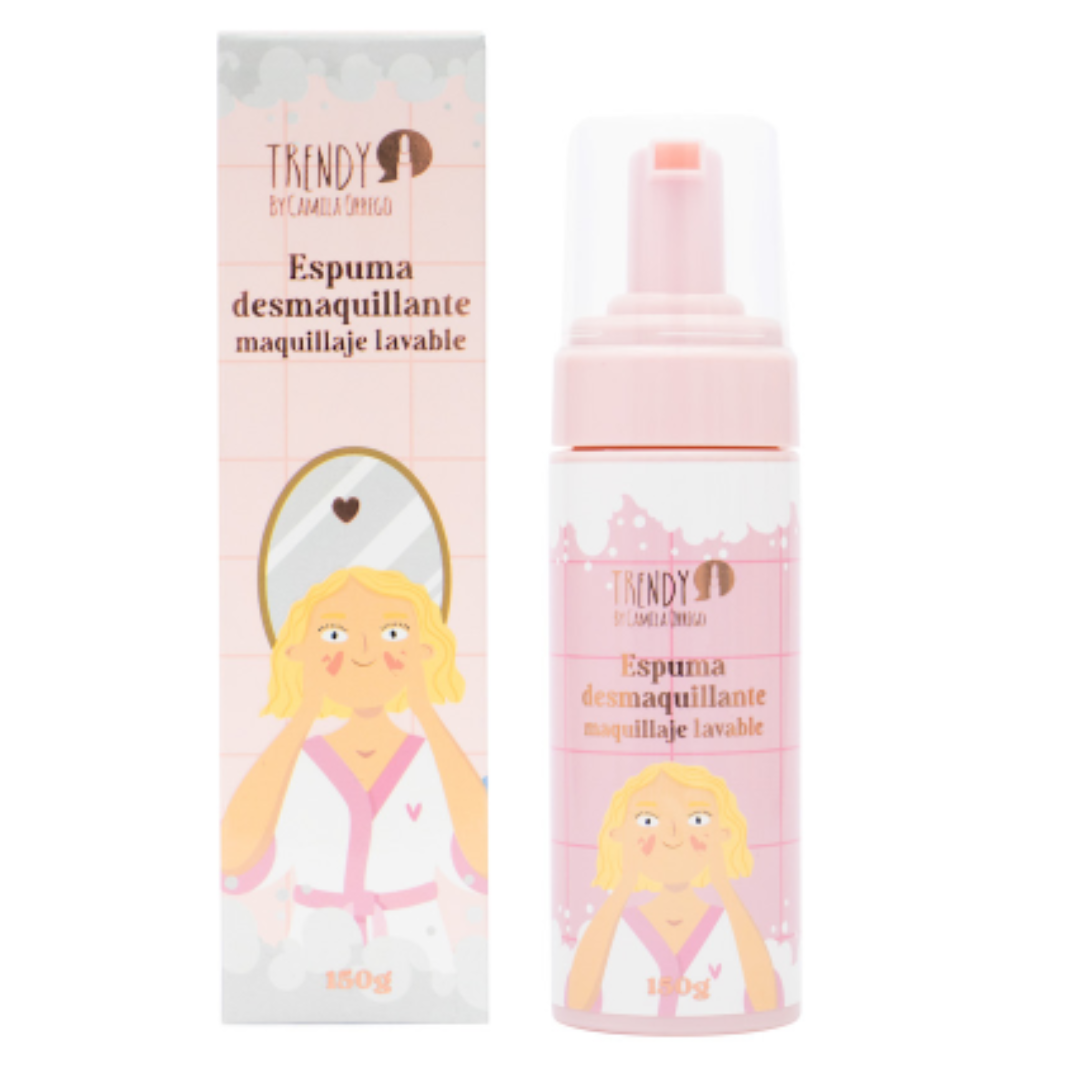 TRENDY
BY CAMILA ORREGO
Espuma
desmaquillante
maquillaje lavable
150g
TRENDY
BY CAMILA ORREGO
Espuma
desmaquillante
maquillaje lavable
150g